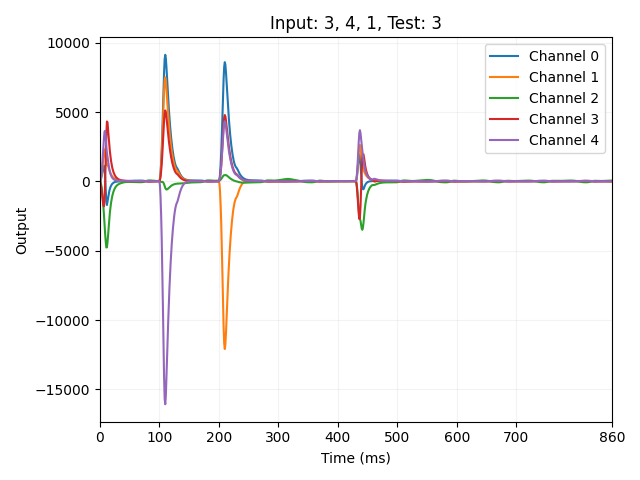 Input: 3, 4, 1, Test: 3
10000
5000
0
−5000
−10000
−15000
Output
Channel 0
Channel 1
Channel 2
Channel 3
Channel 4
0 100 200 300 400 500 600 700 860
Time (ms)